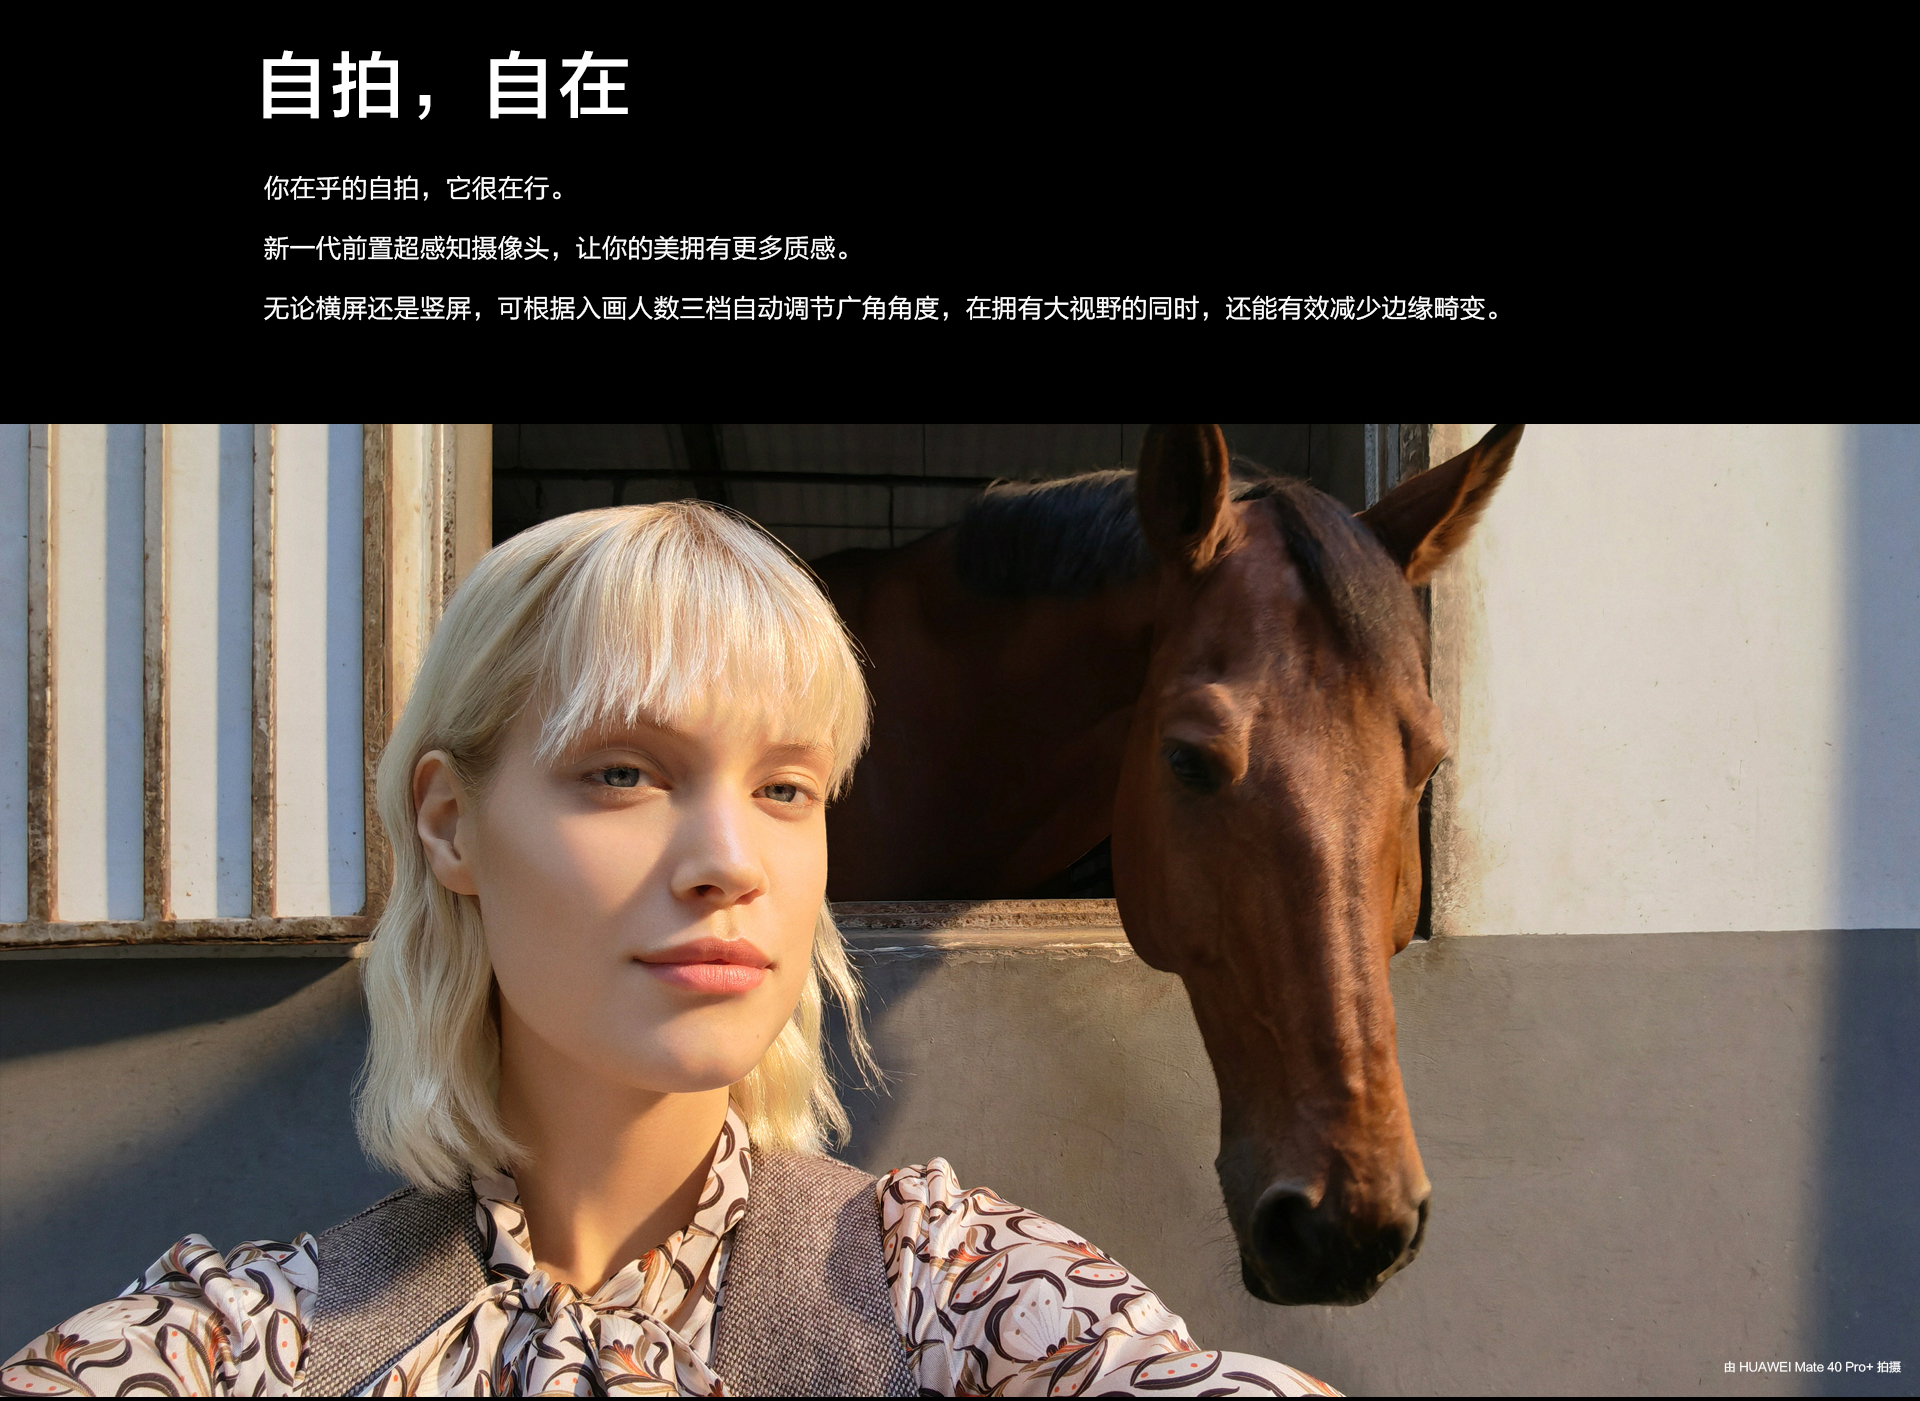 自拍，自在
你在乎的自拍，它很在行。
新一代前置超感知摄像头，让你的美拥有更多质感。
无论横屏还是竖屏，可根据入画人数三档自动调节广角角度，在拥有大视野的同时，还能有效减少边缘畸变。
由 HUAWEI Mate 40 Pro+ 拍摄